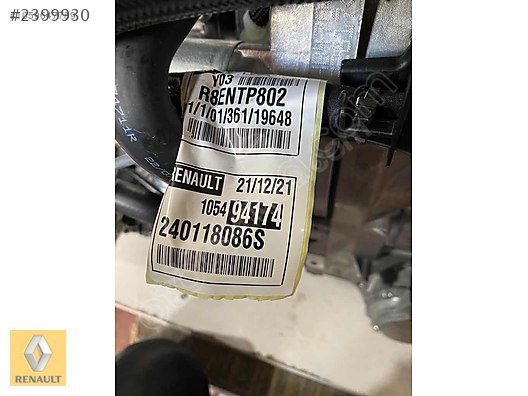 #2399930
Y03
R8ENTP802
1/1/01/361/19648
RENAULT 21/12/21
1054 94174
240118086S
RENAULT